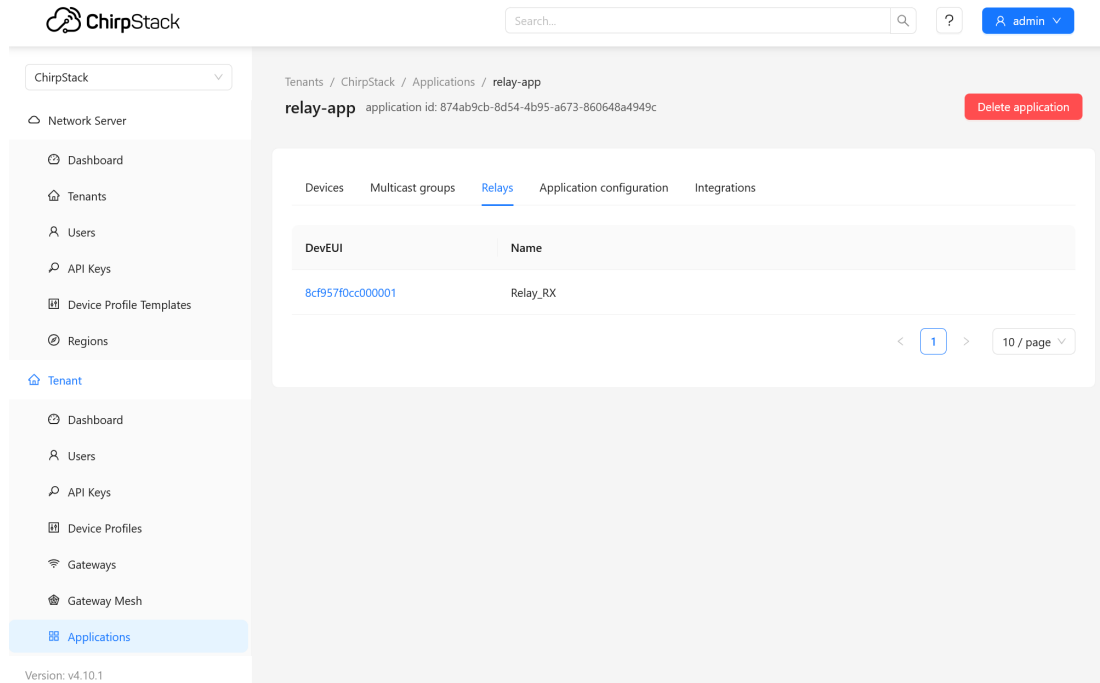 ChirpStack
Search...
?
admin
ChirpStack
Network Server
Dashboard
Tenants
Users
API Keys
Device Profile Templates
Regions
Tenant
Dashboard
Users
API Keys
Device Profiles
Gateways
Gateway Mesh
Applications
Version: v4.10.1
Tenants / ChirpStack / Applications / relay-app
relay-app application id: 874ab9cb-8d54-4b95-a673-860648a4949c
Delete application
Devices Multicast groups Relays Application configuration Integrations
DevEUI Name
8cf957f0cc000001 Relay_RX
< 1 > 10 / page